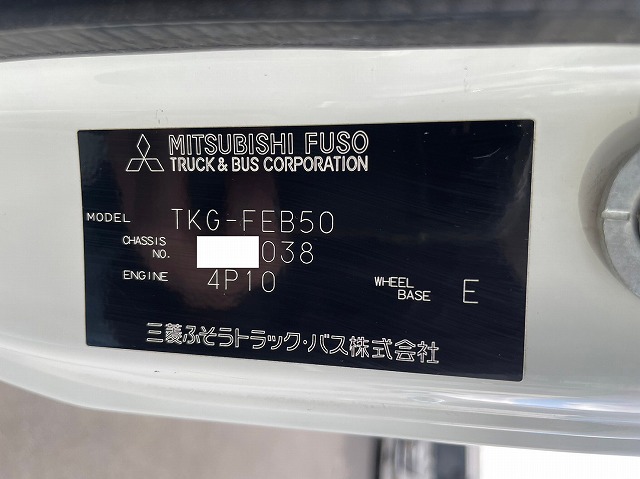 MITSUBISHI FUSO
TRUCK & BUS CORPORATION
MODEL TKG-FEB50
CHASSIS NO. 038
ENGINE 4P10 WHEEL BASE E
三菱ふそうトラック・バス株式会社